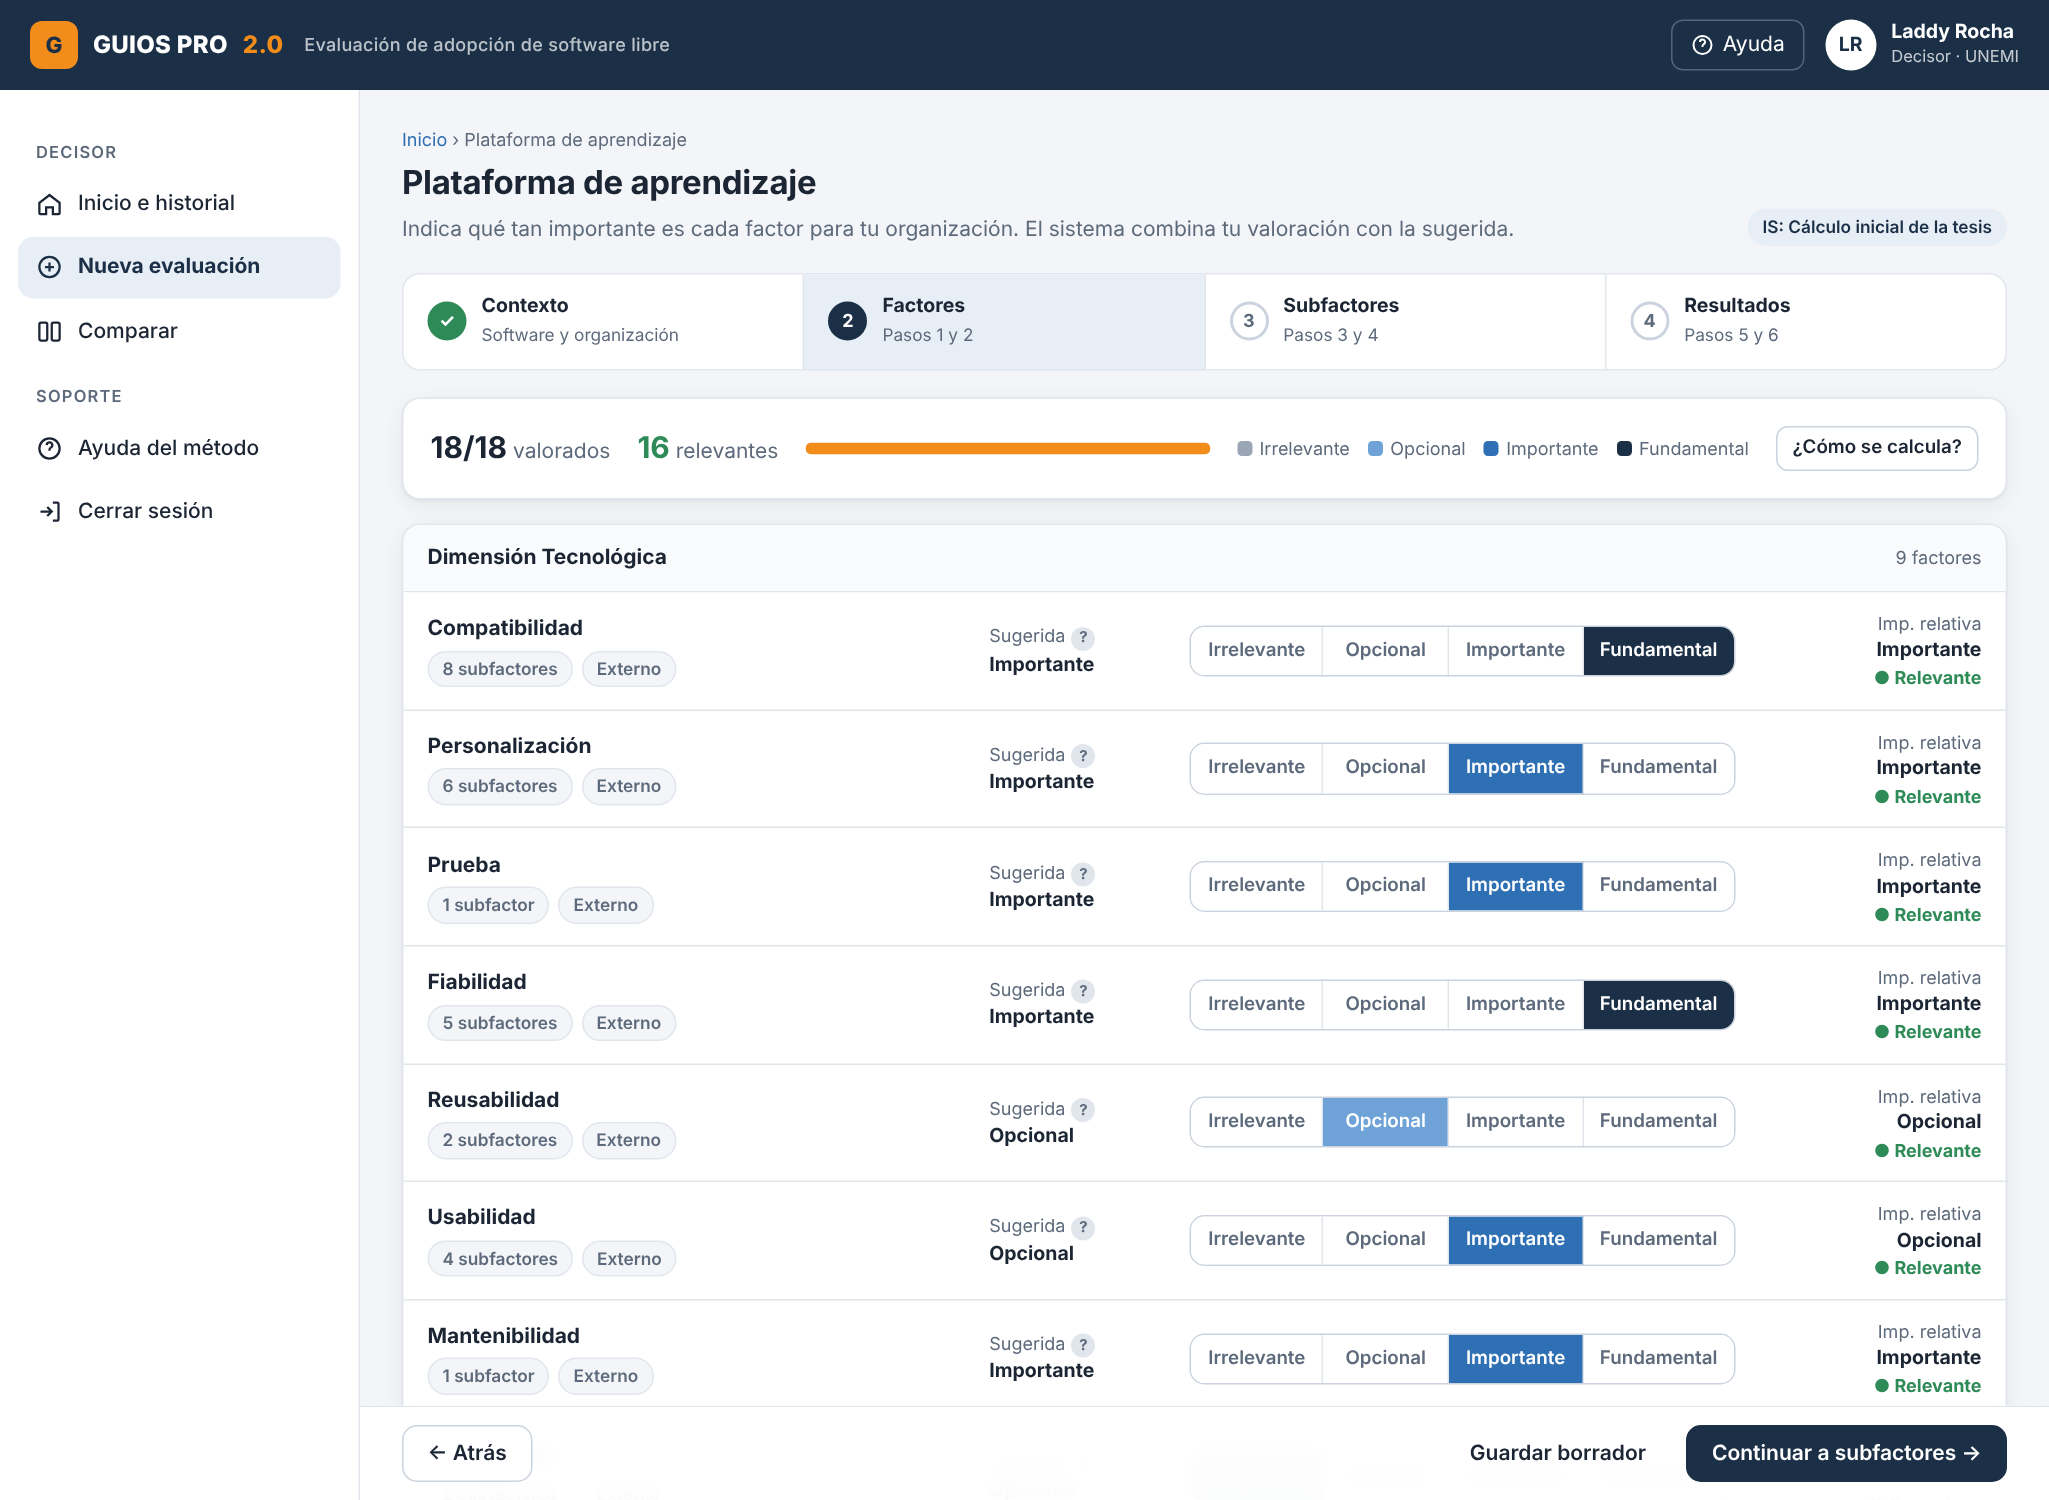 G GUIOS PRO 2.0 Evaluación de adopción de software libre
Ayuda
LR
Laddy Rocha
Decisor · UNEMI
DECISOR
Inicio e historial
Nueva evaluación
Comparar
SOPORTE
Ayuda del método
Cerrar sesión
Inicio › Plataforma de aprendizaje
Plataforma de aprendizaje
Indica qué tan importante es cada factor para tu organización. El sistema combina tu valoración con la sugerida.
IS: Cálculo inicial de la tesis
Contexto
Software y organización
2
Factores
Pasos 1 y 2
3
Subfactores
Pasos 3 y 4
4
Resultados
Pasos 5 y 6
18/18 valorados 16 relevantes
Irrelevante Opcional Importante Fundamental
¿Cómo se calcula?
Dimensión Tecnológica
9 factores
Compatibilidad
8 subfactores Externo
Sugerida ?
Importante
Irrelevante Opcional Importante Fundamental
Imp. relativa
Importante
Relevante
Personalización
6 subfactores Externo
Sugerida ?
Importante
Irrelevante Opcional Importante Fundamental
Imp. relativa
Importante
Relevante
Prueba
1 subfactor Externo
Sugerida ?
Importante
Irrelevante Opcional Importante Fundamental
Imp. relativa
Importante
Relevante
Fiabilidad
5 subfactores Externo
Sugerida ?
Importante
Irrelevante Opcional Importante Fundamental
Imp. relativa
Importante
Relevante
Reusabilidad
2 subfactores Externo
Sugerida ?
Opcional
Irrelevante Opcional Importante Fundamental
Imp. relativa
Opcional
Relevante
Usabilidad
4 subfactores Externo
Sugerida ?
Opcional
Irrelevante Opcional Importante Fundamental
Imp. relativa
Opcional
Relevante
Mantenibilidad
1 subfactor Externo
Sugerida ?
Importante
Irrelevante Opcional Importante Fundamental
Imp. relativa
Importante
Relevante
← Atrás
Guardar borrador
Continuar a subfactores →